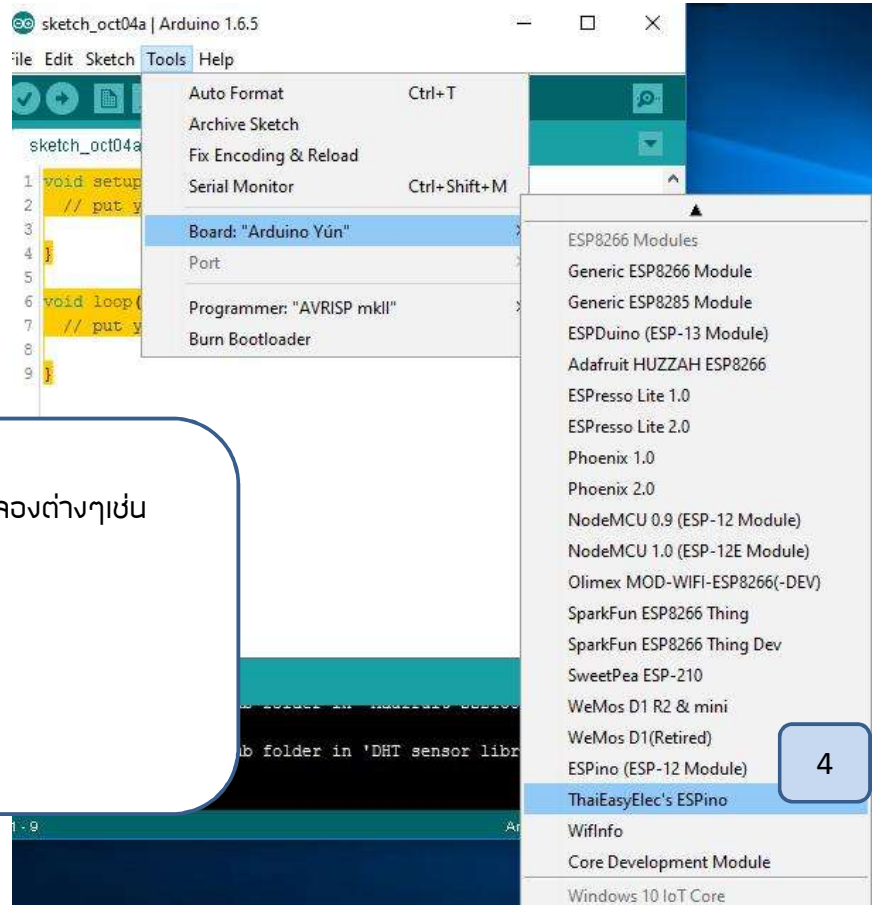 sketch_oct04a | Arduino 1.6.5
File Edit Sketch Tools Help
Auto Format Ctrl+T
Archive Sketch
Fix Encoding & Reload
Serial Monitor Ctrl+Shift+M
Board: "Arduino Yún"
Port
Programmer: "AVRISP mkII"
Burn Bootloader
sketch_oct04a
1 void setup
2 // put y
3
4 }
5
6 void loop(
7 // put y
8
9 }
ESP8266 Modules
Generic ESP8266 Module
Generic ESP8285 Module
ESPDuino (ESP-13 Module)
Adafruit HUZZAH ESP8266
ESPresso Lite 1.0
ESPresso Lite 2.0
Phoenix 1.0
Phoenix 2.0
NodeMCU 0.9 (ESP-12 Module)
NodeMCU 1.0 (ESP-12E Module)
Olimex MOD-WIFI-ESP8266(-DEV)
SparkFun ESP8266 Thing
SparkFun ESP8266 Thing Dev
SweetPea ESP-210
WeMos D1 R2 & mini
WeMos D1(Retired)
ESPino (ESP-12 Module)
ThaiEasyElec's ESPino
WifInfo
Core Development Module
Windows 10 IoT Core
4
ลองต่างๆเช่น
b folder in 'DHT sensor libr
- 9